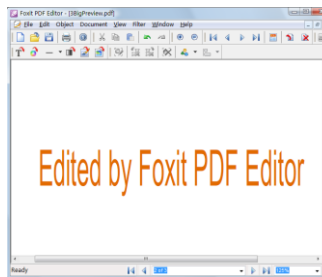 Foxit PDF Editor - [3BigPreview.pdf]
File Edit Object Document View Filter Window Help
Edited by Foxit PDF Editor
Ready